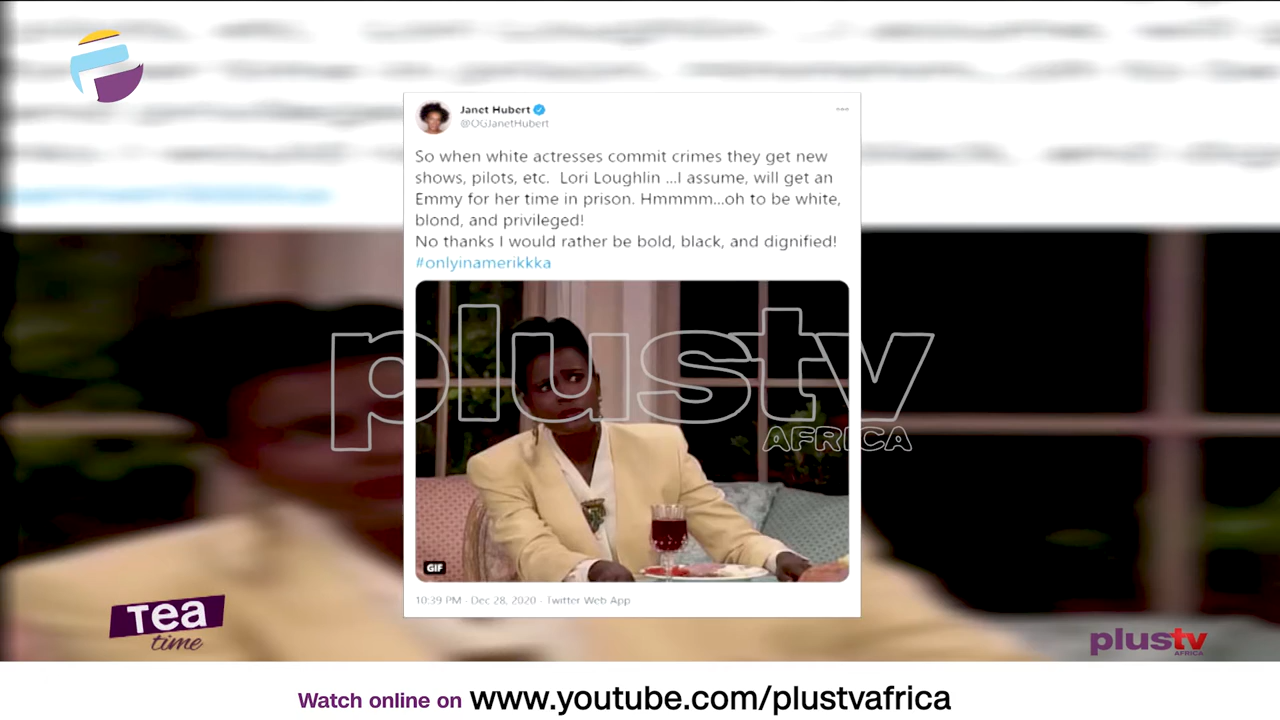 Janet Hubert
@OGJanetHubert
So when white actresses commit crimes they get new
shows, pilots, etc.  Lori Loughlin ...I assume, will get an
Emmy for her time in prison. Hmmmm...oh to be white,
blond, and privileged!
No thanks I would rather be bold, black, and dignified!
#onlyinamerikkka
plustv
AFRICA
GIF
10:39 PM · Dec 28, 2020 · Twitter Web App
Tea
time
plustv
AFRICA
Watch online on www.youtube.com/plustvafrica